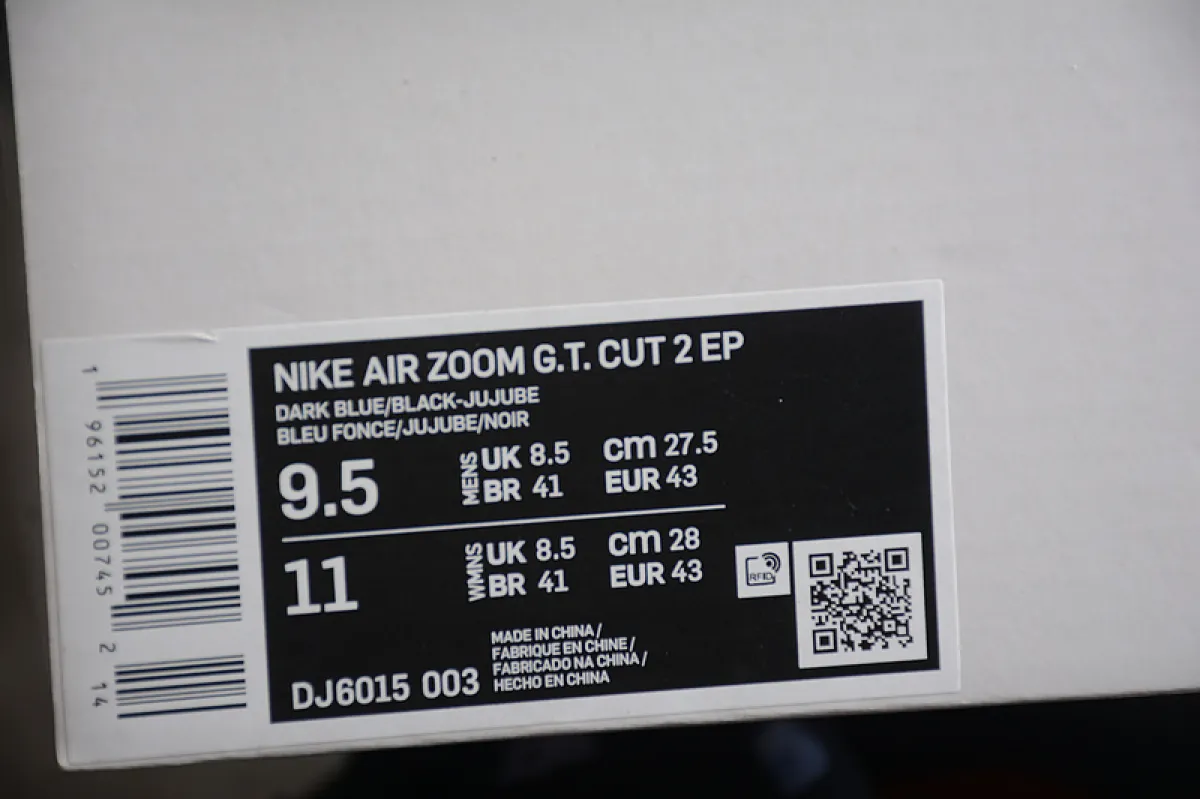 NIKE AIR ZOOM G.T. CUT 2 EP
DARK BLUE/BLACK-JUJUBE
BLEU FONCE/JUJUBE/NOIR
9.5
MENS
UK 8.5
cm 27.5
BR 41
EUR 43
11
WMNS
UK 8.5
cm 28
BR 41
EUR 43
RFID
MADE IN CHINA /
FABRIQUE EN CHINE /
FABRICADO NA CHINA /
HECHO EN CHINA
DJ6015 003
1 96152 00745 2 14